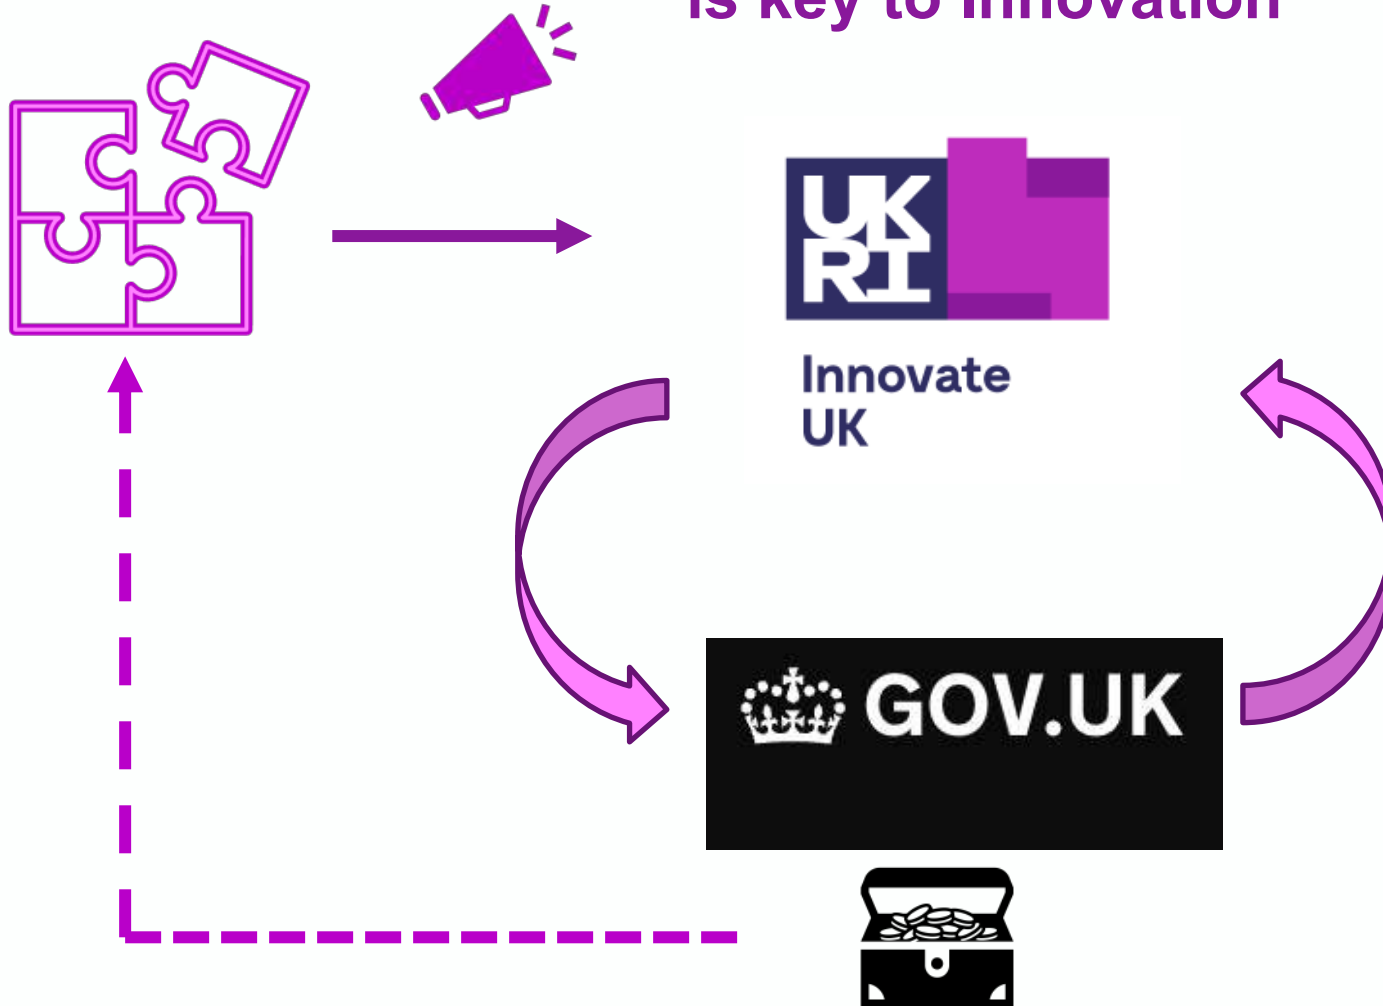 is key to Innovation
UK
RI
Innovate
UK
GOV.UK